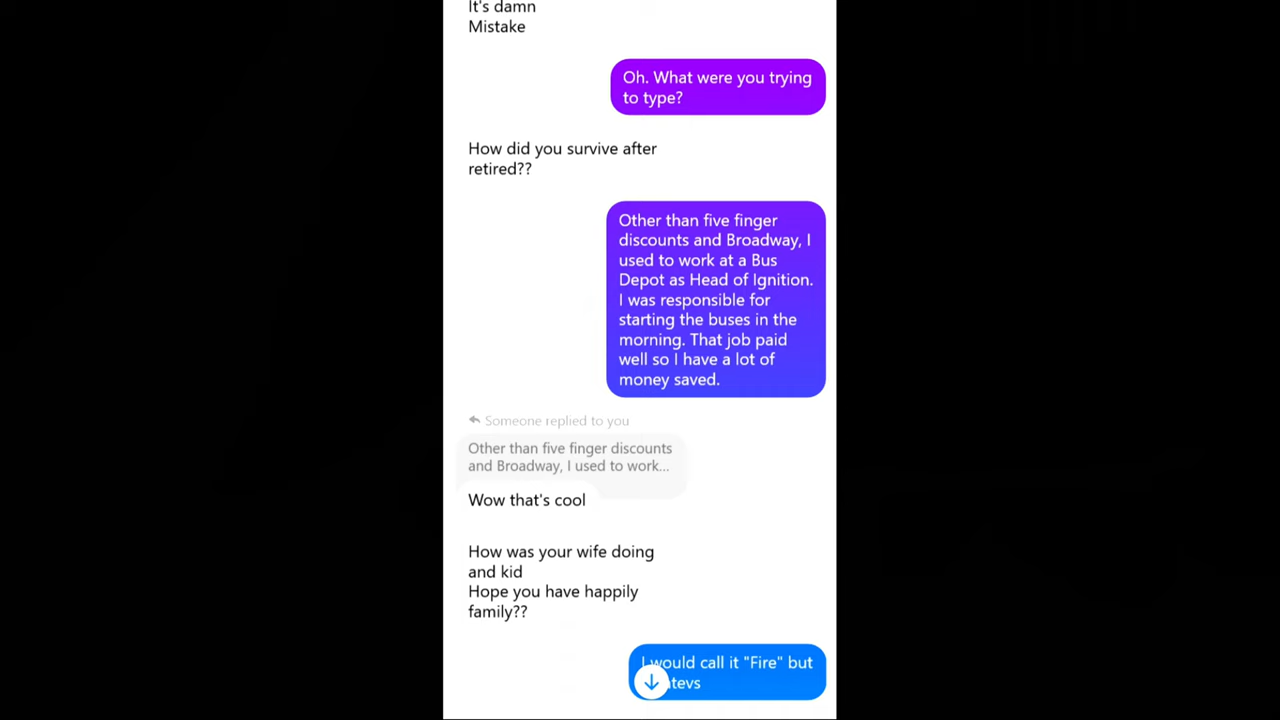 It's damn
Mistake
Oh. What were you trying
to type?
How did you survive after
retired??
Other than five finger
discounts and Broadway, I
used to work at a Bus
Depot as Head of Ignition.
I was responsible for
starting the buses in the
morning. That job paid
well so I have a lot of
money saved.
Someone replied to you
Other than five finger discounts
and Broadway, I used to work...
Wow that's cool
How was your wife doing
and kid
Hope you have happily
family??
I would call it "Fire" but